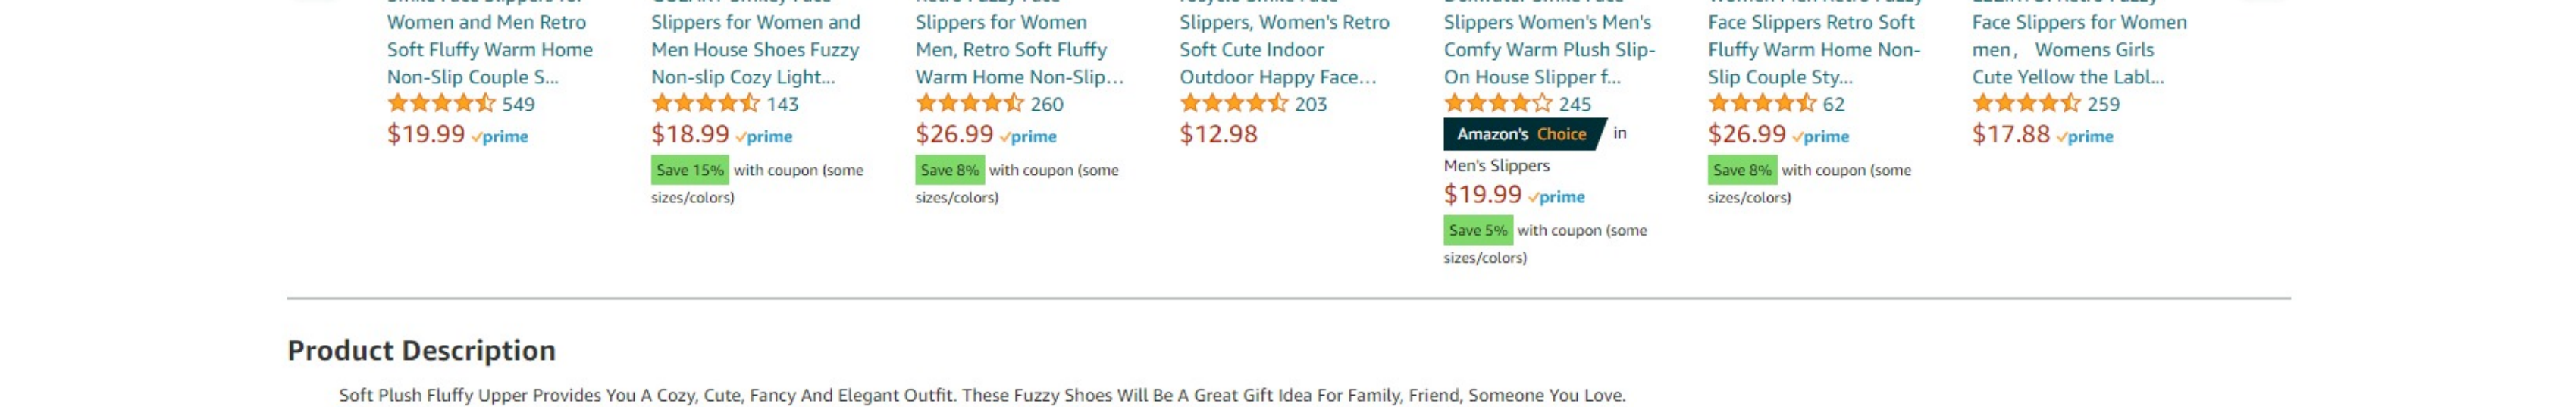 Women and Men Retro
Soft Fluffy Warm Home
Non-Slip Couple S...
549
$19.99 prime
Slippers for Women and
Men House Shoes Fuzzy
Non-slip Cozy Light...
143
$18.99 prime
Save 15% with coupon (some
sizes/colors)
Slippers for Women
Men, Retro Soft Fluffy
Warm Home Non-Slip...
260
$26.99 prime
Save 8% with coupon (some
sizes/colors)
Slippers, Women's Retro
Soft Cute Indoor
Outdoor Happy Face...
203
$12.98
Slippers Women's Men's
Comfy Warm Plush Slip-
On House Slipper f...
245
Amazon's Choice in
Men's Slippers
$19.99 prime
Save 5% with coupon (some
sizes/colors)
Face Slippers Retro Soft
Fluffy Warm Home Non-
Slip Couple Sty...
62
$26.99 prime
Save 8% with coupon (some
sizes/colors)
Face Slippers for Women
men， Womens Girls
Cute Yellow the Labl...
259
$17.88 prime
Product Description
Soft Plush Fluffy Upper Provides You A Cozy, Cute, Fancy And Elegant Outfit. These Fuzzy Shoes Will Be A Great Gift Idea For Family, Friend, Someone You Love.